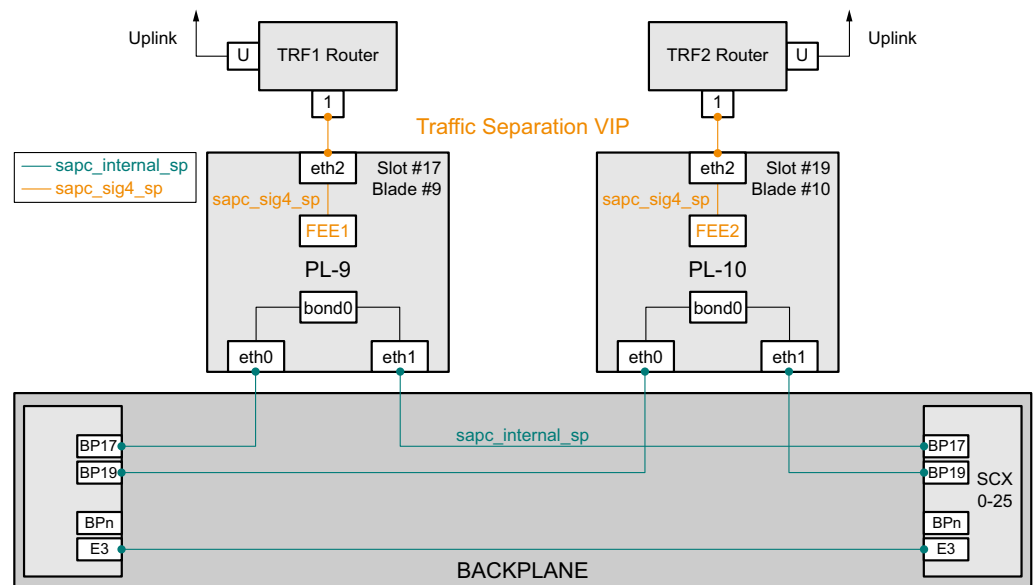 Uplink
U
TRF1 Router
1
TRF2 Router
U
Uplink
1
Traffic Separation VIP
sapc_internal_sp
sapc_sig4_sp
eth2
Slot #17
Blade #9
sapc_sig4_sp
FEE1
PL-9
bond0
eth0
eth1
eth2
Slot #19
Blade #10
sapc_sig4_sp
FEE2
PL-10
bond0
eth0
eth1
BP17
BP19
BPn
E3
sapc_internal_sp
BP17
BP19
BPn
E3
SCX
0-25
BACKPLANE